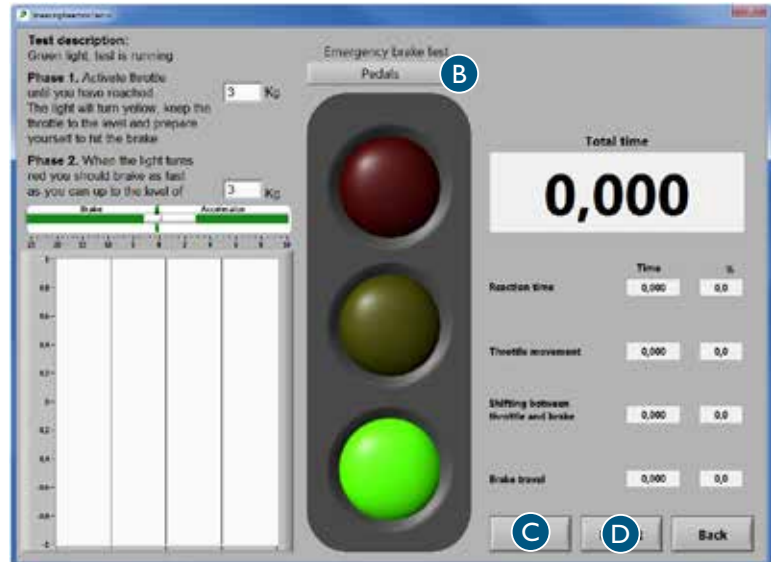 Test description:
Green light, test is running
Phase 1. Activate throttle
until you have reached
The light will turn yellow, keep the
throttle to the level and prepare
yourself to hit the brake
3 Kg
Phase 2. When the light turns
red you should brake as fast
as you can up to the level of
3 Kg
Brake Accelerator
Emergency brake test
Pedals
B
Total time
0,000
Time %
Reaction time 0,000 0,0
Throttle movement 0,000 0,0
Shifting between
throttle and brake 0,000 0,0
Brake travel 0,000 0,0
C
D
Back